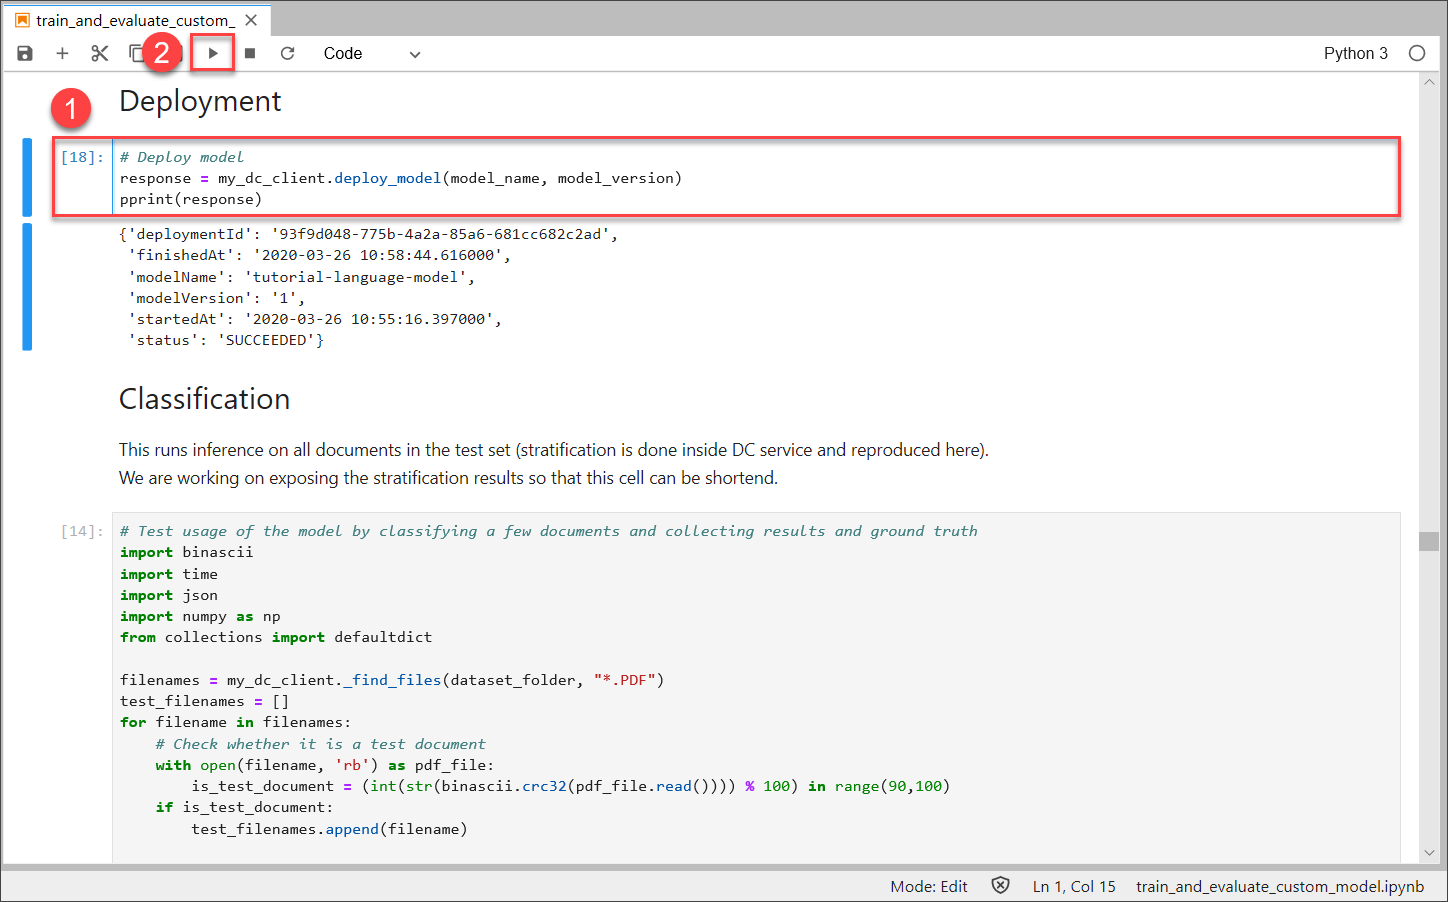 train_and_evaluate_custom_
2
Code
Python 3
1
Deployment
[18]:
# Deploy model
response = my_dc_client.deploy_model(model_name, model_version)
pprint(response)
{'deploymentId': '93f9d048-775b-4a2a-85a6-681cc682c2ad',
 'finishedAt': '2020-03-26 10:58:44.616000',
 'modelName': 'tutorial-language-model',
 'modelVersion': '1',
 'startedAt': '2020-03-26 10:55:16.397000',
 'status': 'SUCCEEDED'}
Classification
This runs inference on all documents in the test set (stratification is done inside DC service and reproduced here).
We are working on exposing the stratification results so that this cell can be shortend.
[14]:
# Test usage of the model by classifying a few documents and collecting results and ground truth
import binascii
import time
import json
import numpy as np
from collections import defaultdict
filenames = my_dc_client._find_files(dataset_folder, "*.PDF")
test_filenames = []
for filename in filenames:
    # Check whether it is a test document
    with open(filename, 'rb') as pdf_file:
        is_test_document = (int(str(binascii.crc32(pdf_file.read()))) % 100) in range(90,100)
    if is_test_document:
        test_filenames.append(filename)
Mode: Edit
Ln 1, Col 15
train_and_evaluate_custom_model.ipynb